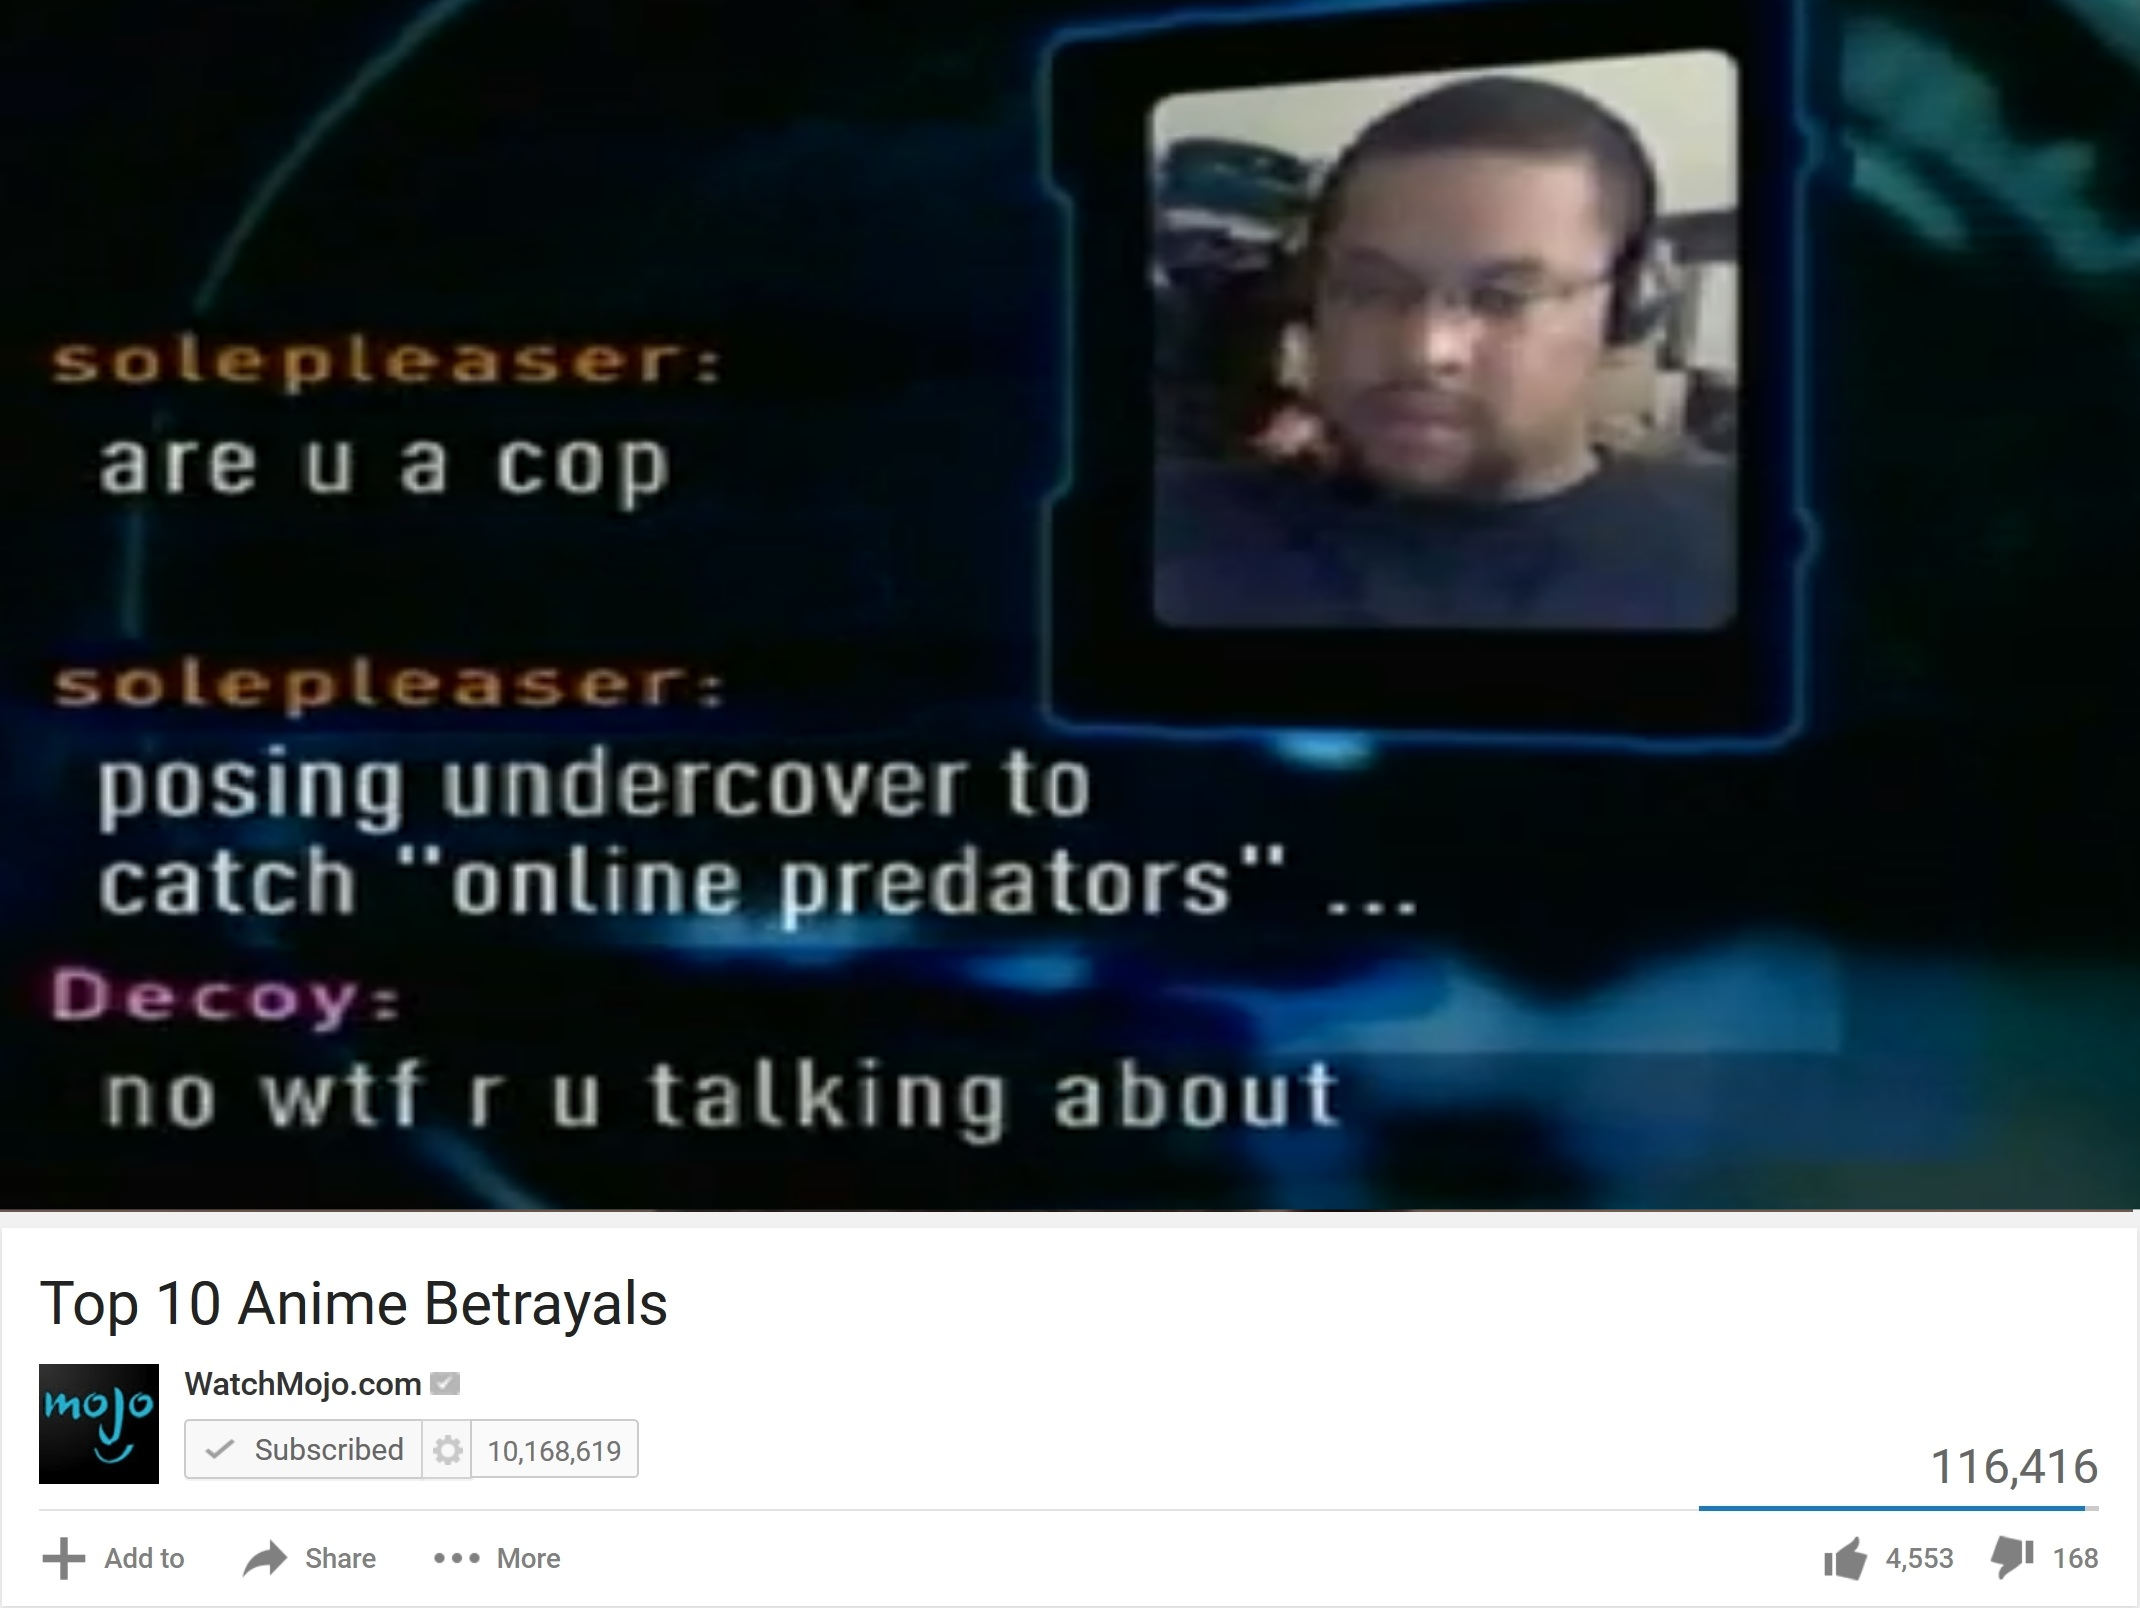 solepleaser:
are u a cop
solepleaser:
posing undercover to
catch "online predators" ...
Decoy:
no wtf r u talking about
Top 10 Anime Betrayals
mojo
WatchMojo.com
Subscribed 10,168,619
116,416
Add to Share More 4,553 168